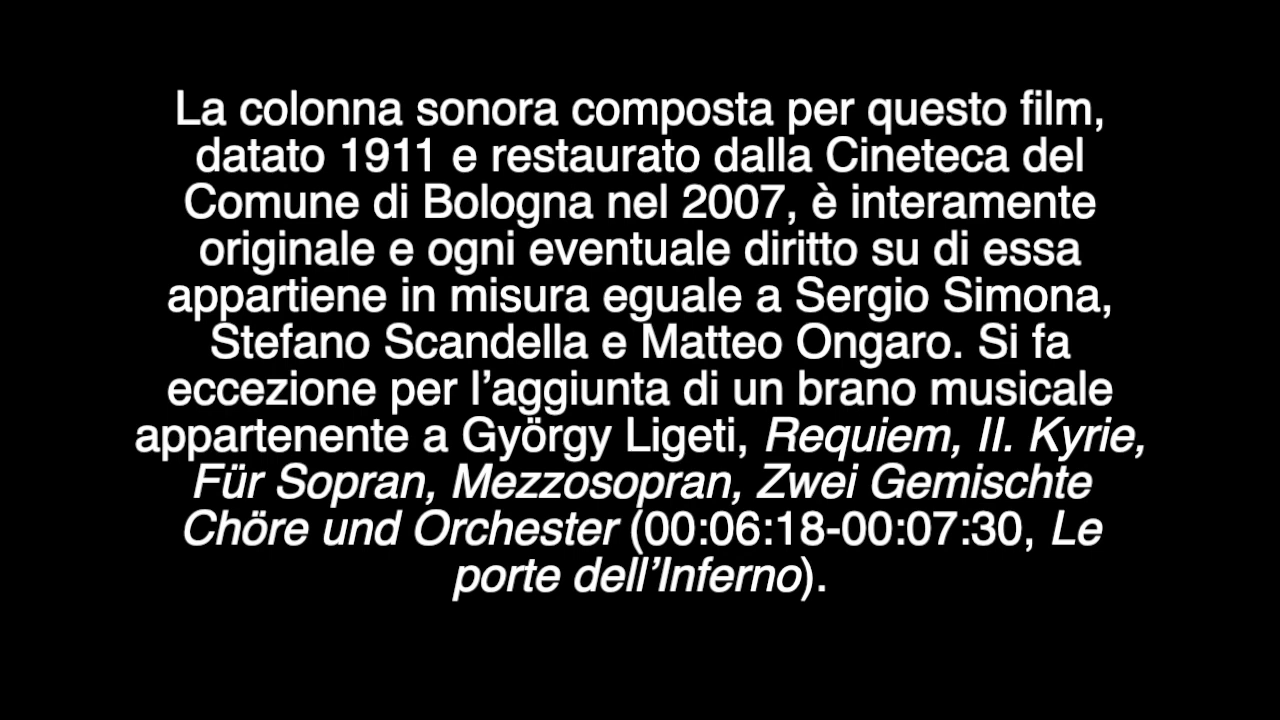 La colonna sonora composta per questo film,
datato 1911 e restaurato dalla Cineteca del
Comune di Bologna nel 2007, è interamente
originale e ogni eventuale diritto su di essa
appartiene in misura eguale a Sergio Simona,
Stefano Scandella e Matteo Ongaro. Si fa
eccezione per l’aggiunta di un brano musicale
appartenente a György Ligeti, Requiem, II. Kyrie,
Für Sopran, Mezzosopran, Zwei Gemischte
Chöre und Orchester (00:06:18-00:07:30, Le
porte dell’Inferno).